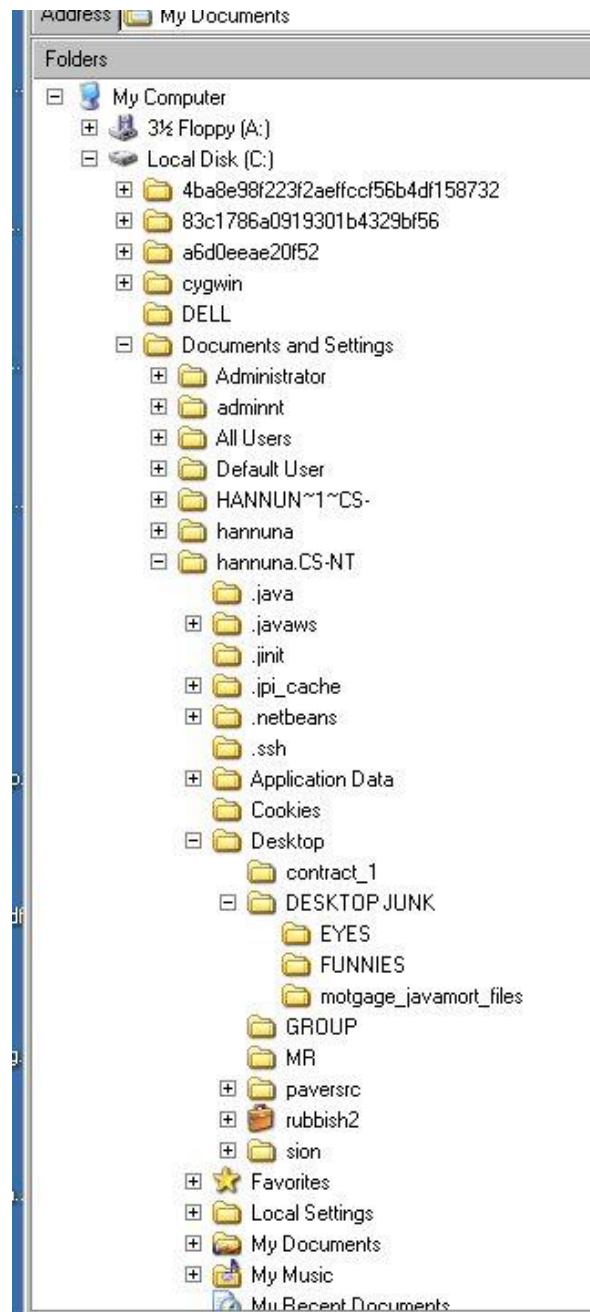 Address My Documents
Folders
My Computer
3½ Floppy (A:)
Local Disk (C:)
4ba8e98f223f2aeffccf56b4df158732
83c1786a0919301b4329bf56
a6d0eeae20f52
cygwin
DELL
Documents and Settings
Administrator
adminnt
All Users
Default User
HANNUN~1~CS-
hannuna
hannuna.CS-NT
.java
.javaws
.jinit
.jpi_cache
.netbeans
.ssh
Application Data
Cookies
Desktop
contract_1
DESKTOP JUNK
EYES
FUNNIES
motgage_javamort_files
GROUP
MR
paversrc
rubbish2
sion
Favorites
Local Settings
My Documents
My Music
My Recent Documents